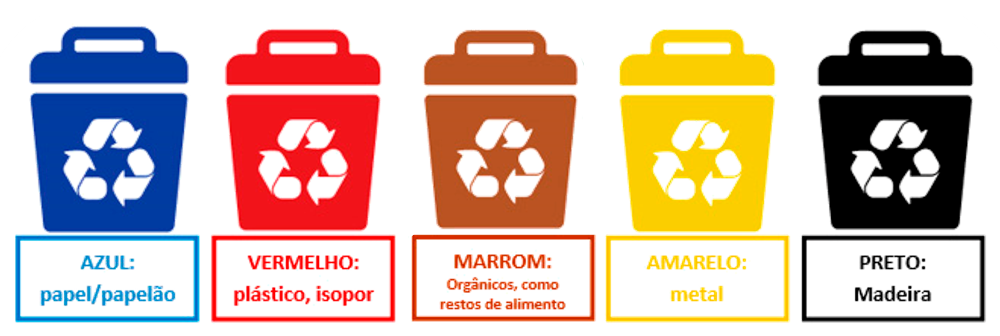 AZUL:
papel/papelão
VERMELHO:
plástico, isopor
MARROM:
Orgânicos, como
restos de alimento
AMARELO:
metal
PRETO:
Madeira